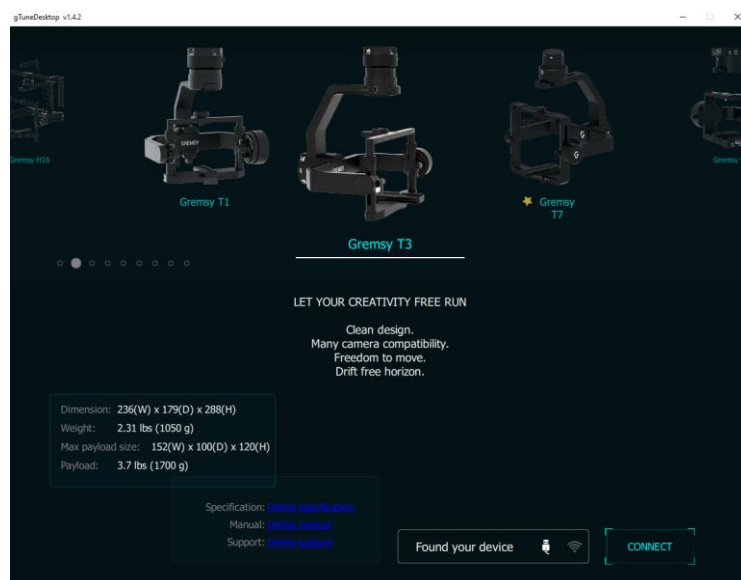 gTuneDesktop v1.4.2
GREMSY
Gremsy H16
Gremsy T1
Gremsy T3
Gremsy
T7
Gremsy
LET YOUR CREATIVITY FREE RUN
Clean design.
Many camera compatibility.
Freedom to move.
Drift free horizon.
Dimension: 236(W) x 179(D) x 288(H)
Weight: 2.31 lbs (1050 g)
Max payload size: 152(W) x 100(D) x 120(H)
Payload: 3.7 lbs (1700 g)
Specification: Online specification
Manual: Online manual
Support: Online support
Found your device
CONNECT